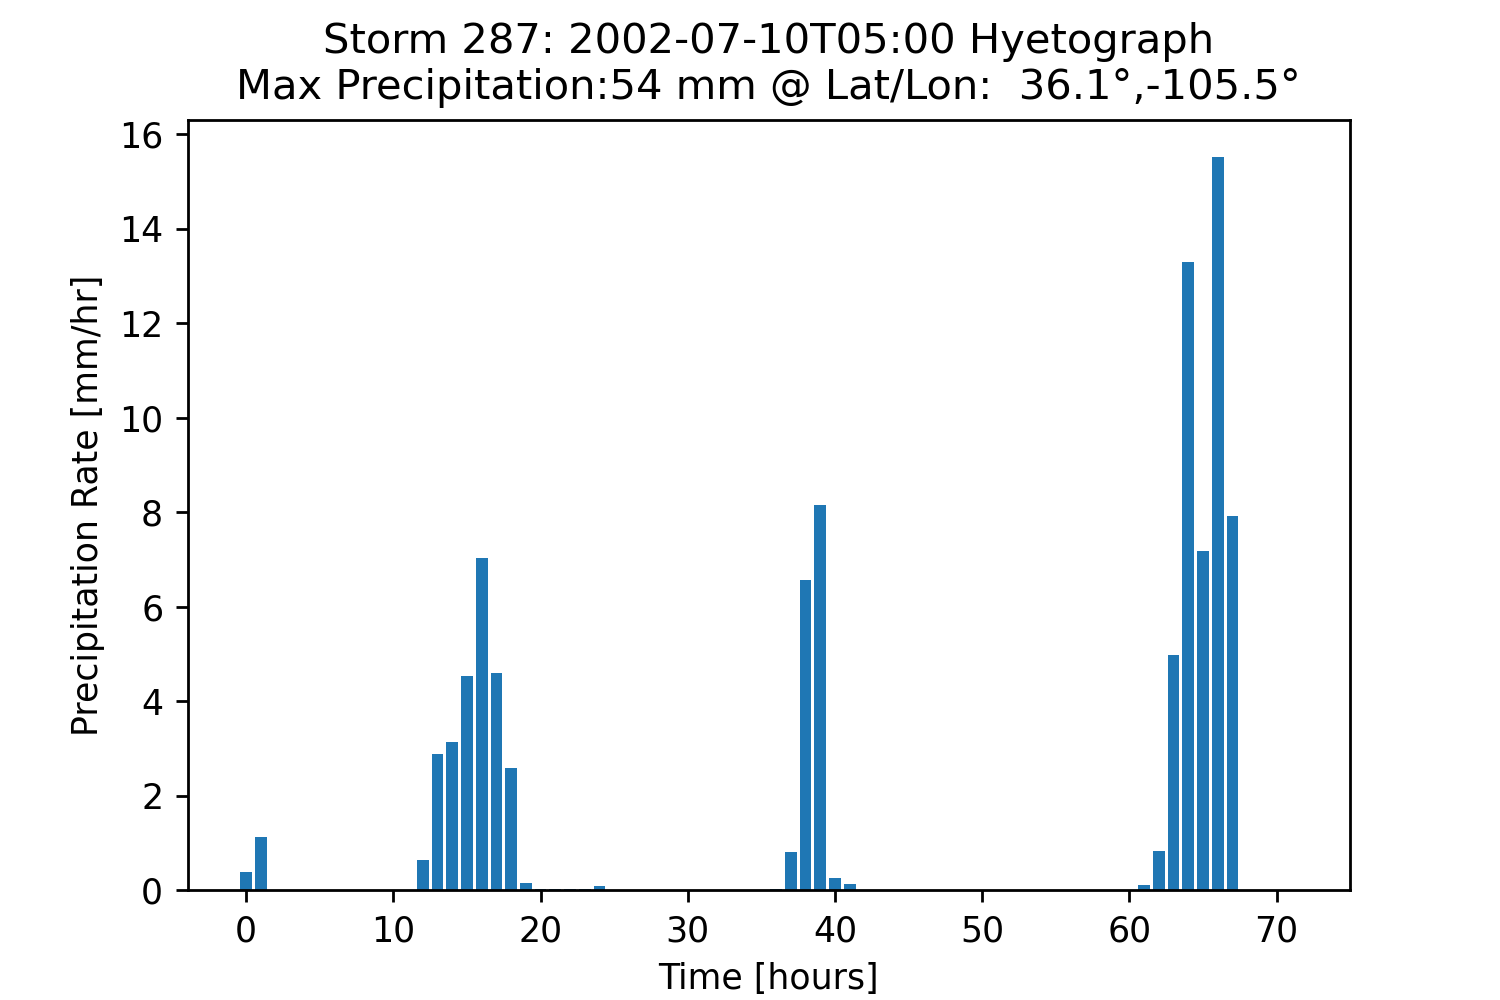 Storm 287: 2002-07-10T05:00 Hyetograph
Max Precipitation:54 mm @ Lat/Lon:  36.1°,-105.5°
16
14
12
10
8
6
4
2
0
Precipitation Rate [mm/hr]
0 10 20 30 40 50 60 70
Time [hours]